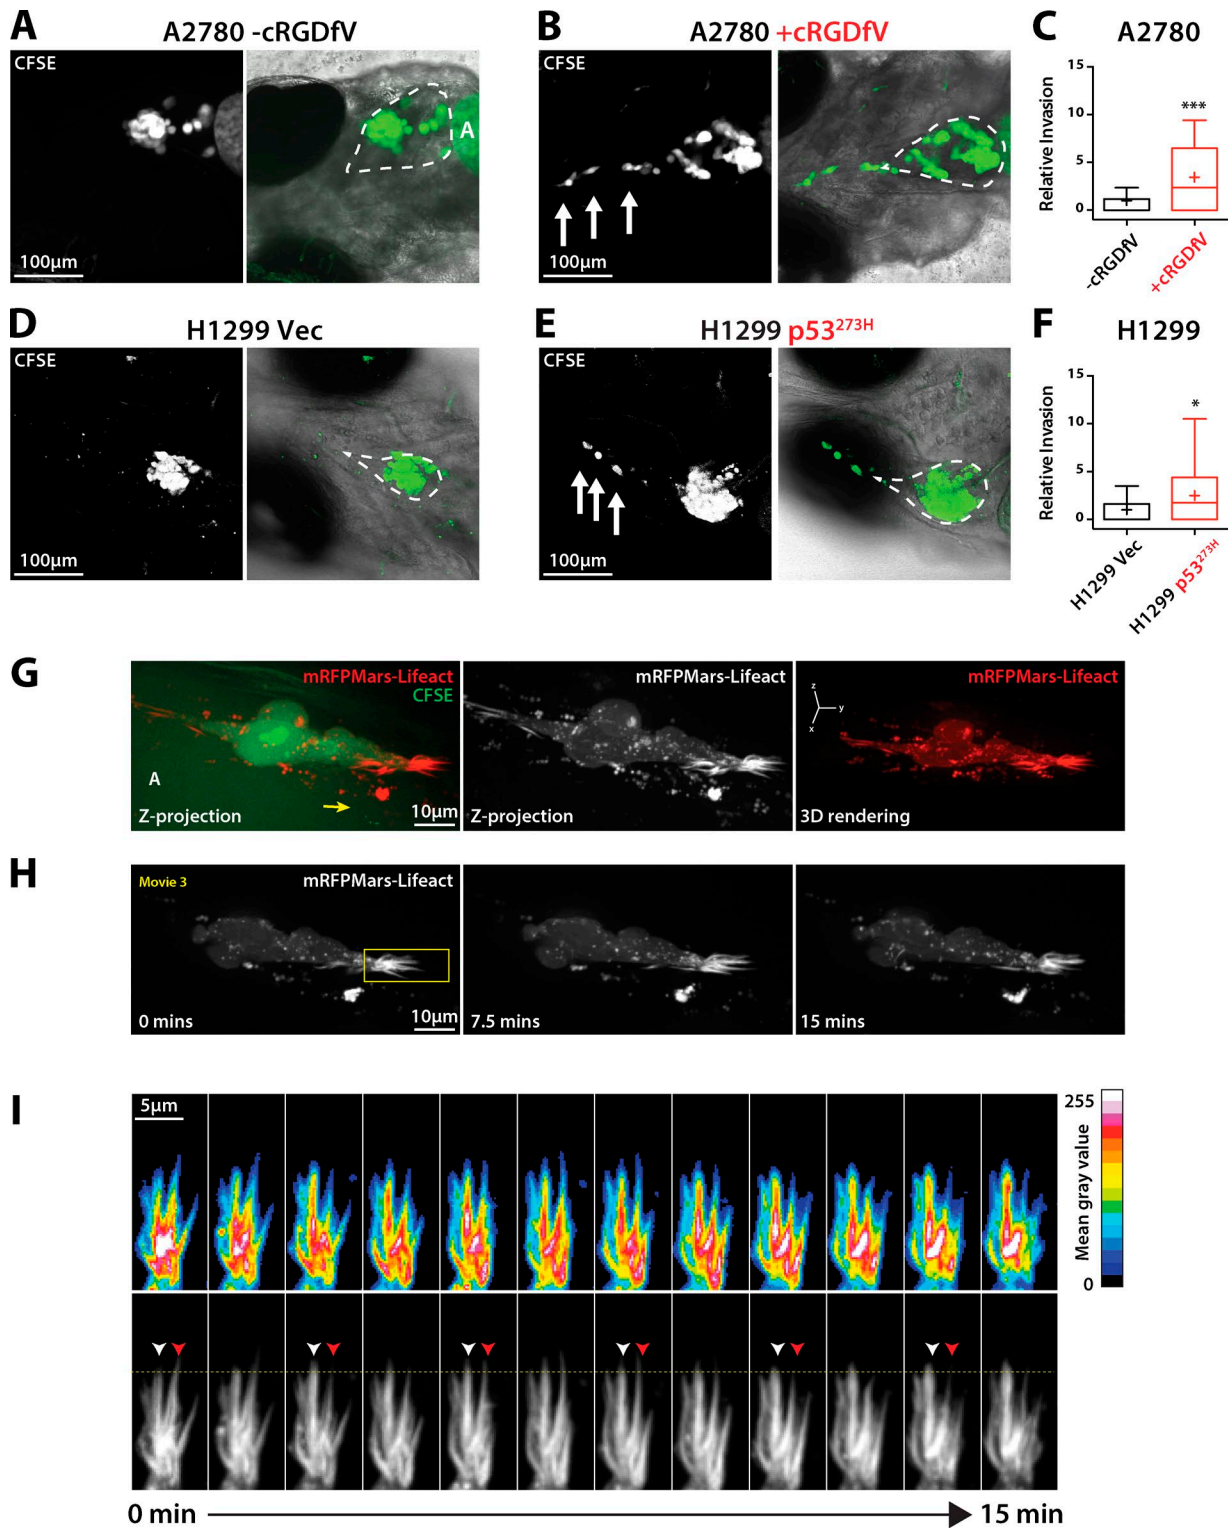 A
A2780 -cRGDfV
CFSE
A
100µm
B
A2780 +cRGDfV
CFSE
100µm
C
A2780
15
10
5
0
Relative Invasion
***
-cRGDfV
+cRGDfV
D
H1299 Vec
CFSE
100µm
E
H1299 p53273H
CFSE
100µm
F
H1299
15
10
5
0
Relative Invasion
*
H1299 Vec
H1299 p53273H
G
mRFPMars-Lifeact
CFSE
A
Z-projection
10µm
mRFPMars-Lifeact
Z-projection
mRFPMars-Lifeact
z
y
x
3D rendering
H
Movie 3
mRFPMars-Lifeact
0 mins
10µm
7.5 mins
15 mins
I
5µm
255
Mean gray value
0
0 min
15 min